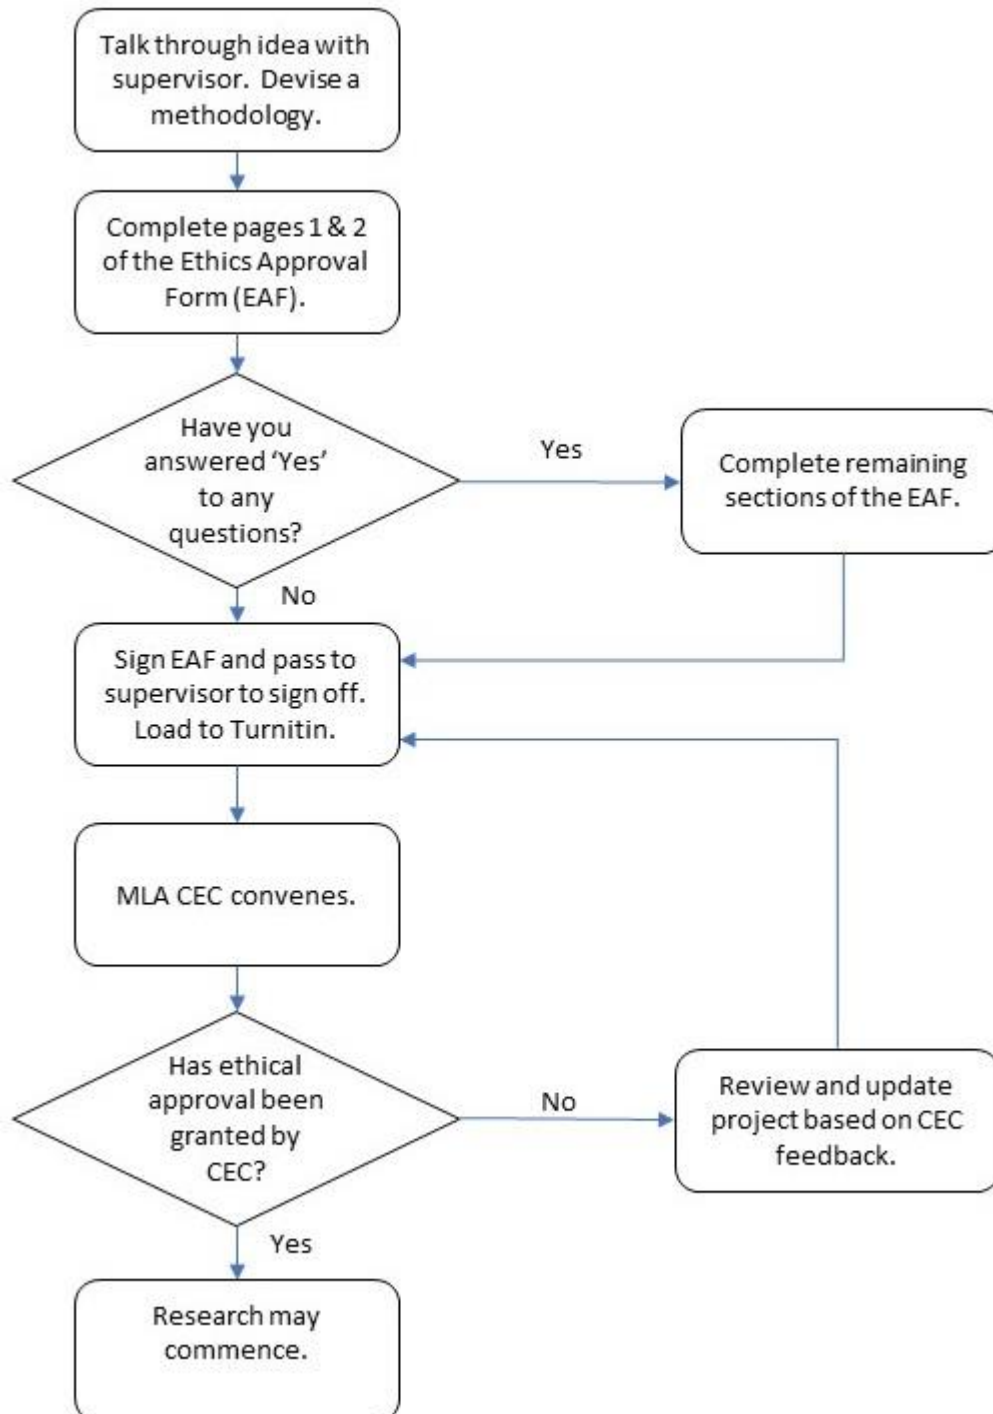 Talk through idea with
supervisor.  Devise a
methodology.
Complete pages 1 & 2
of the Ethics Approval
Form (EAF).
Have you
answered ‘Yes’
to any
questions?
Yes
Complete remaining
sections of the EAF.
No
Sign EAF and pass to
supervisor to sign off.
Load to Turnitin.
MLA CEC convenes.
Has ethical
approval been
granted by
CEC?
No
Review and update
project based on CEC
feedback.
Yes
Research may
commence.